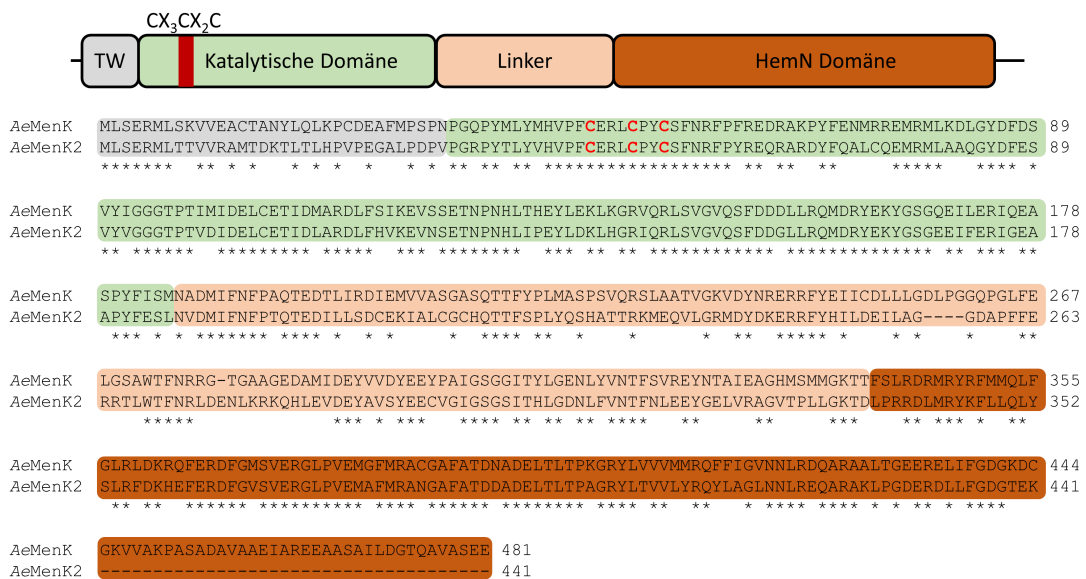 CX3CX2C
TW Katalytische Domäne Linker HemN Domäne
AeMenK MLSERMLSKVVEACTANYLQLKPCDEAFMPSPNPGQPYMLYMHVPFCERLCPYCSFNRFPFREDRAKPYFENMRREMRMLKDLGYDFDS 89
AeMenK2 MLSERMLTTVVRAMTDKTLTLHPVPEGALPDPVPGRPYTLYVHVPFCERLCPYCSFNRFPYREQRARDYFQALCQEMRMLAAQGYDFES 89
******* *** * * * * * * * * ** ** ** ****************** ** ** ** ***** **** *
AeMenK VYIGGGTPTIMIDELCETIDMARDLFSIKEVSSETNPNHLTHEYLEKLKGRVQRLSVGVQSFDDDLLRQMDRYEKYGSGQEILERIQEA 178
AeMenK2 VYVGGGTPTVDIDELCETIDLARDLFHVKEVNSETNPNHLIPEYLDKLHGRIQRLSVGVQSFDDGLLRQMDRYEKYGSGEEIFERIGEA 178
** ****** ********* ***** *** ******** *** ** ** ************ ************** ** *** **
AeMenK SPYFISMNADMIFNFPAQTEDTLIRDIEMVVASGASQTTFYPLMASPSVQRSLAATVGKVDYNRERRFYEIICDLLLGDLPGGQPGLFE 267
AeMenK2 APYFESLNVDMIFNFPTQTEDILLSDCEKIALCGCHQTTFSPLYQSHATTRKMEQVLGRMDYDKERRFYHILDEILAG----GDAPFFE 263
*** * * ******* **** * * * * **** ** * * * ** ***** * * * * **
AeMenK LGSAWTFNRRG-TGAAGEDAMIDEYVVDYEEYPAIGSGGITYLGENLYVNTFSVREYNTAIEAGHMSMMGKTTFSLRDRMRYRFMMQLF 355
AeMenK2 RRTLWTFNRLDENLKRKQHLEVDEYAVSYEECVGIGSGSITHLGDNLFVNTFNLEEYGELVRAGVTPLLGKTDLPRRDLMRYKFLLQLY 352
***** *** * *** **** ** ** ** **** ** ** *** ** *** * **
AeMenK GLRLDKRQFERDFGMSVERGLPVEMGFMRACGAFATDNADELTLTPKGRYLVVVMMRQFFIGVNNLRDQARAALTGEERELIFGDGKDC 444
AeMenK2 SLRFDKHEFERDFGVSVERGLPVEMAFMRANGAFATDDADELTLTPAGRYLTVVLYRQYLAGLNNLREQARAKLPGDERDLLFGDGTEK 441
** ** ****** ********** **** ****** ******** **** ** ** * **** **** * * ** * ****
AeMenK GKVVAKPASADAVAAEIAREEAASAILDGTQAVASEE 481
AeMenK2 ------------------------------------- 441